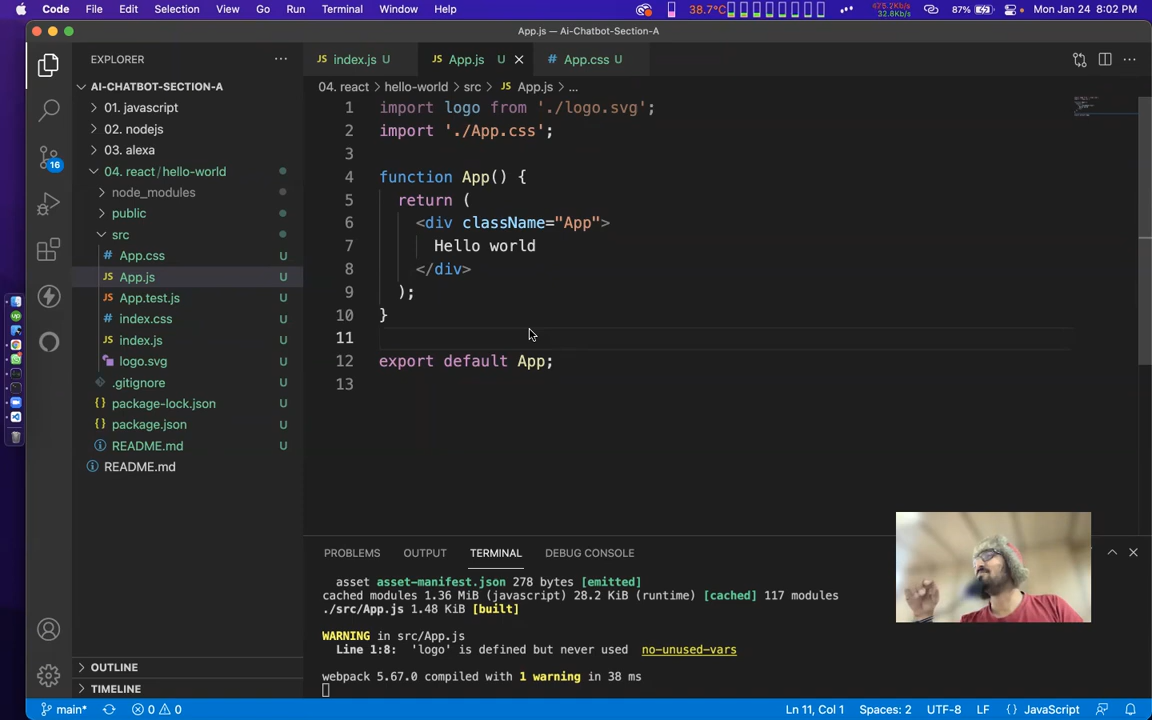 Code File Edit Selection View Go Run Terminal Window Help 38.7°C 475.2Kb/s 32.8Kb/s 87% Mon Jan 24 8:02 PM
App.js — Ai-Chatbot-Section-A
EXPLORER
AI-CHATBOT-SECTION-A
01. javascript
02. nodejs
03. alexa
04. react/hello-world
node_modules
public
src
App.css U
App.js U
App.test.js U
index.css U
index.js U
logo.svg U
.gitignore U
package-lock.json U
package.json U
README.md U
README.md
OUTLINE
TIMELINE
16
index.js U App.js U App.css U
04. react > hello-world > src > App.js > ...
1 import logo from './logo.svg';
2 import './App.css';
3
4 function App() {
5 return (
6 <div className="App">
7 Hello world
8 </div>
9 );
10 }
11
12 export default App;
13
PROBLEMS OUTPUT TERMINAL DEBUG CONSOLE
asset asset-manifest.json 278 bytes [emitted]
cached modules 1.36 MiB (javascript) 28.2 KiB (runtime) [cached] 117 modules
./src/App.js 1.48 KiB [built]
WARNING in src/App.js
Line 1:8: 'logo' is defined but never used no-unused-vars
webpack 5.67.0 compiled with 1 warning in 38 ms
main* 0 0 Ln 11, Col 1 Spaces: 2 UTF-8 LF {} JavaScript